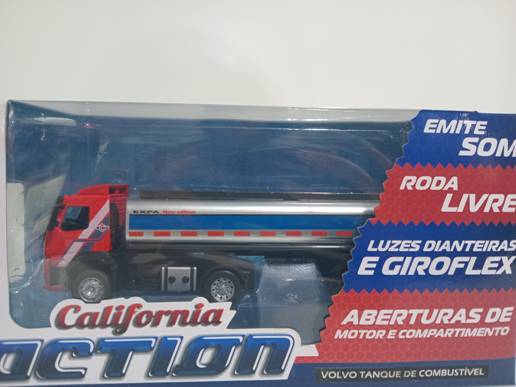 EMITE
SOM
RODA
LIVRE
LUZES DIANTEIRAS
E GIROFLEX
ABERTURAS DE
MOTOR E COMPARTIMENTO
California
ACTION
VOLVO TANQUE DE COMBUSTÍVEL